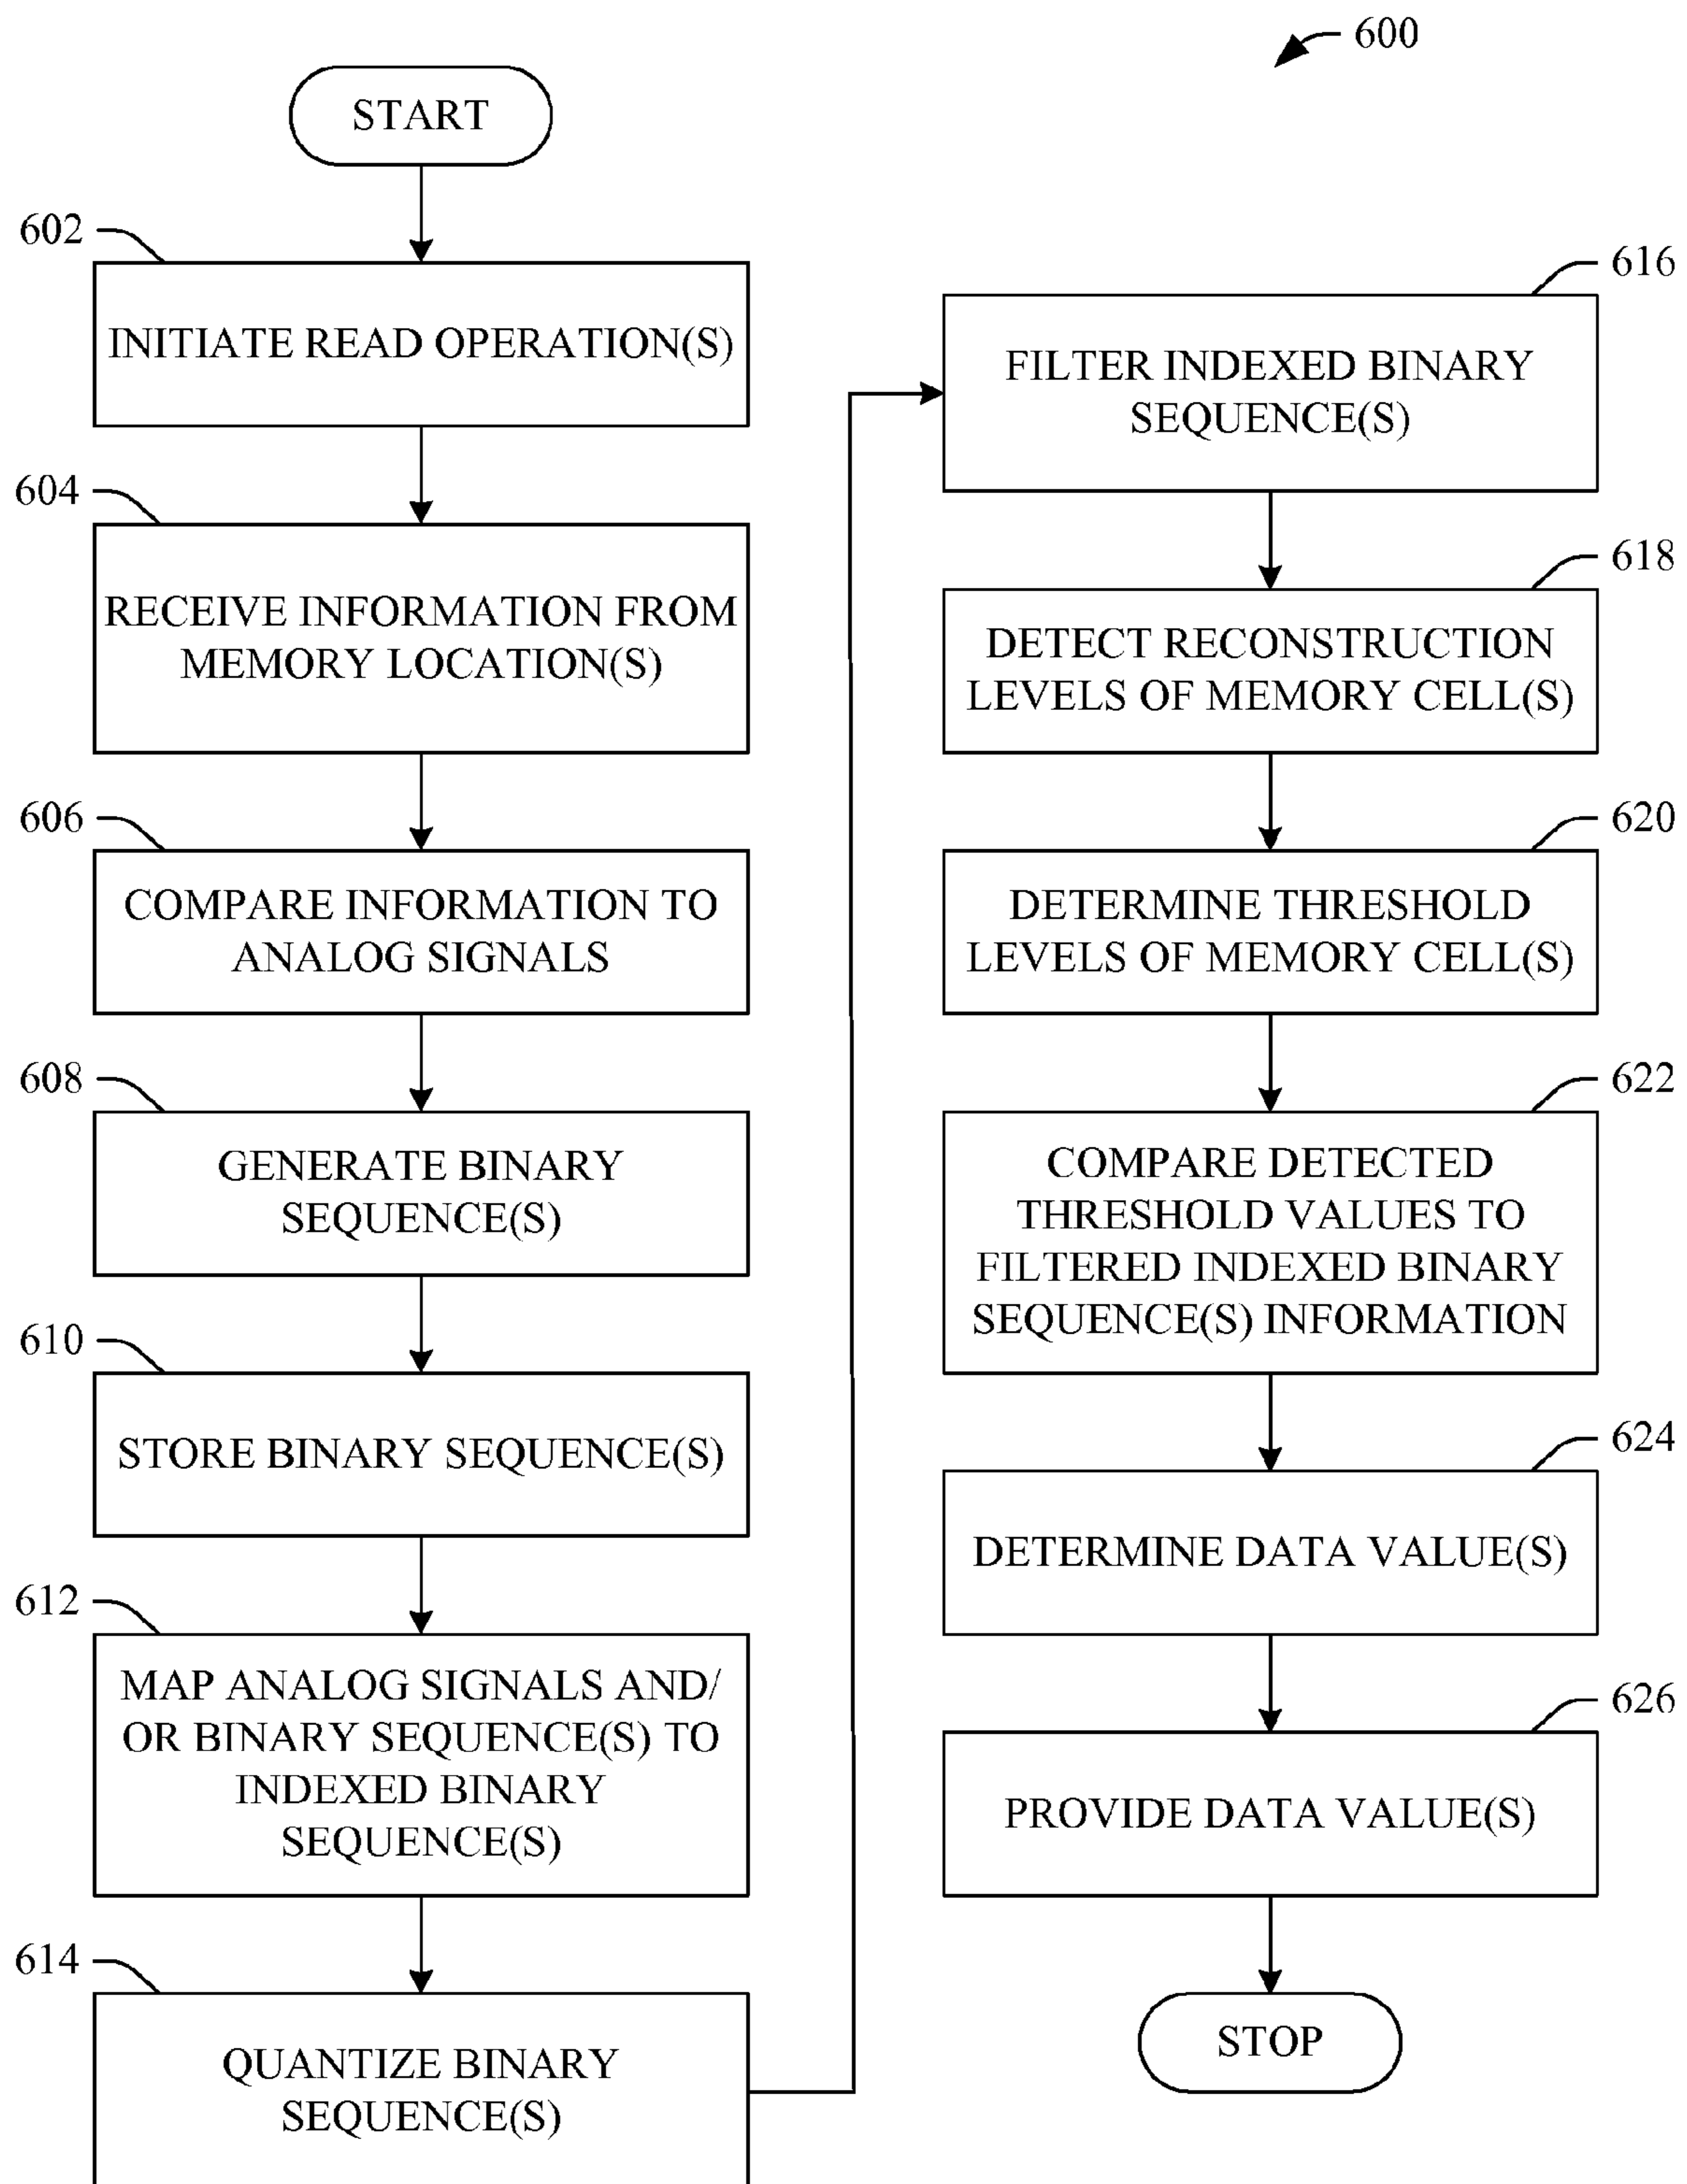 600
START
602
INITIATE READ OPERATION(S)
604
RECEIVE INFORMATION FROM
MEMORY LOCATION(S)
606
COMPARE INFORMATION TO
ANALOG SIGNALS
608
GENERATE BINARY
SEQUENCE(S)
610
STORE BINARY SEQUENCE(S)
612
MAP ANALOG SIGNALS AND/
OR BINARY SEQUENCE(S) TO
INDEXED BINARY
SEQUENCE(S)
614
QUANTIZE BINARY
SEQUENCE(S)
616
FILTER INDEXED BINARY
SEQUENCE(S)
618
DETECT RECONSTRUCTION
LEVELS OF MEMORY CELL(S)
620
DETERMINE THRESHOLD
LEVELS OF MEMORY CELL(S)
622
COMPARE DETECTED
THRESHOLD VALUES TO
FILTERED INDEXED BINARY
SEQUENCE(S) INFORMATION
624
DETERMINE DATA VALUE(S)
626
PROVIDE DATA VALUE(S)
STOP